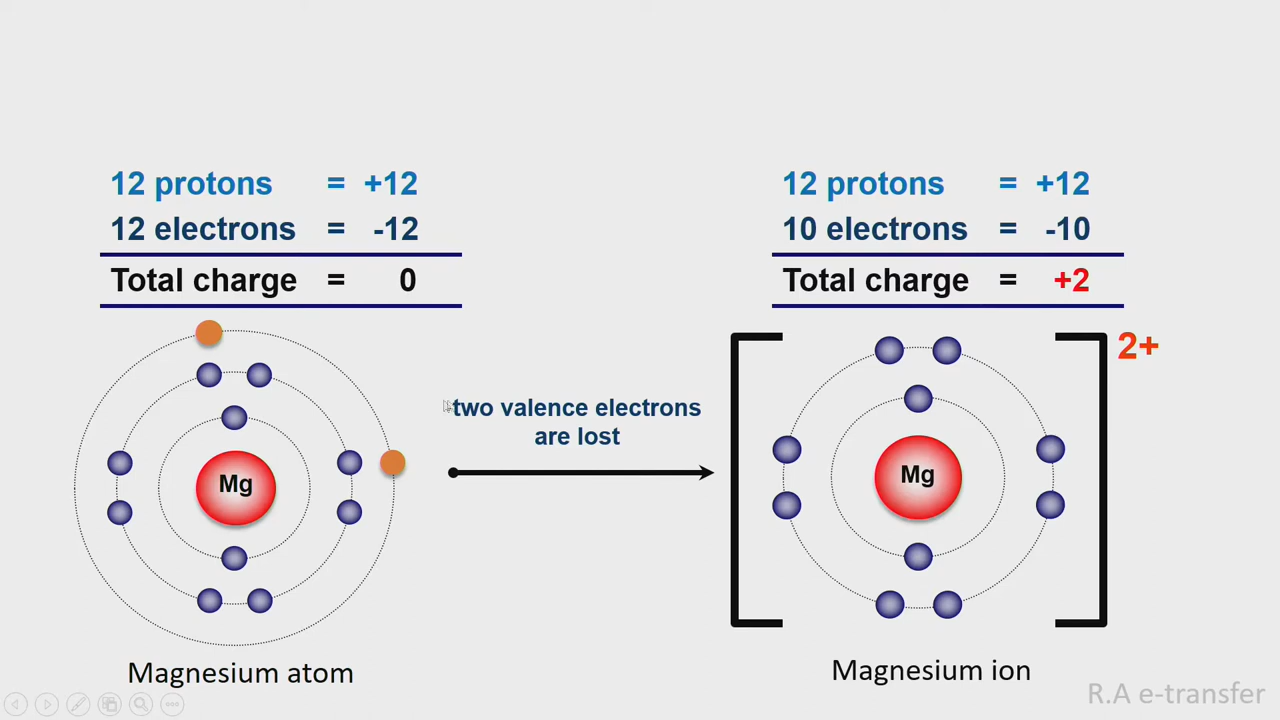 12 protons = +12
12 electrons = -12
Total charge = 0
12 protons = +12
10 electrons = -10
Total charge = +2
2+
two valence electrons
are lost
Mg
Mg
Magnesium atom
Magnesium ion
R.A e-transfer